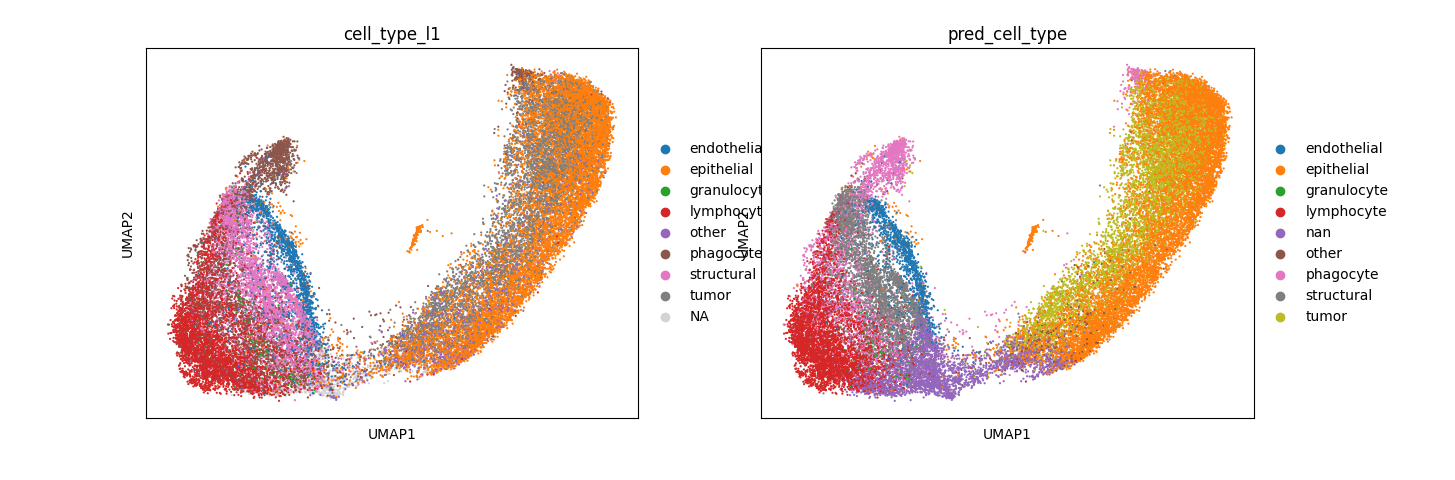 cell_type_l1
pred_cell_type
UMAP2
UMAP1
endothelia
epithelial
granulocyt
lymphocyt
other
phagocyte
structural
tumor
NA
UMAP2
UMAP1
endothelial
epithelial
granulocyte
lymphocyte
nan
other
phagocyte
structural
tumor